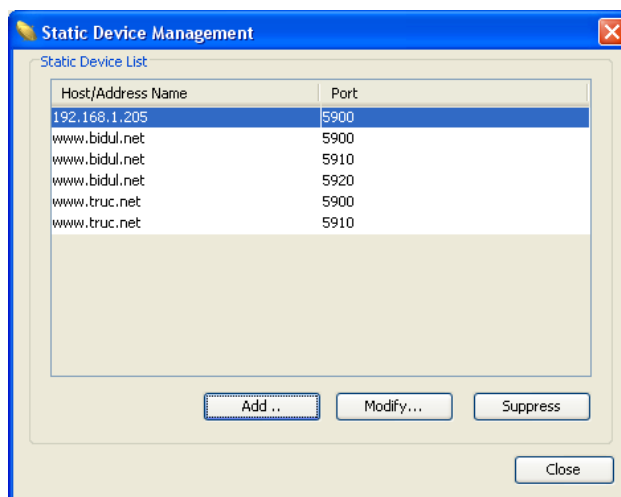 Static Device Management
Static Device List
Host/Address Name Port
192.168.1.205 5900
www.bidul.net 5900
www.bidul.net 5910
www.bidul.net 5920
www.truc.net 5900
www.truc.net 5910
Add .. Modify... Suppress
Close